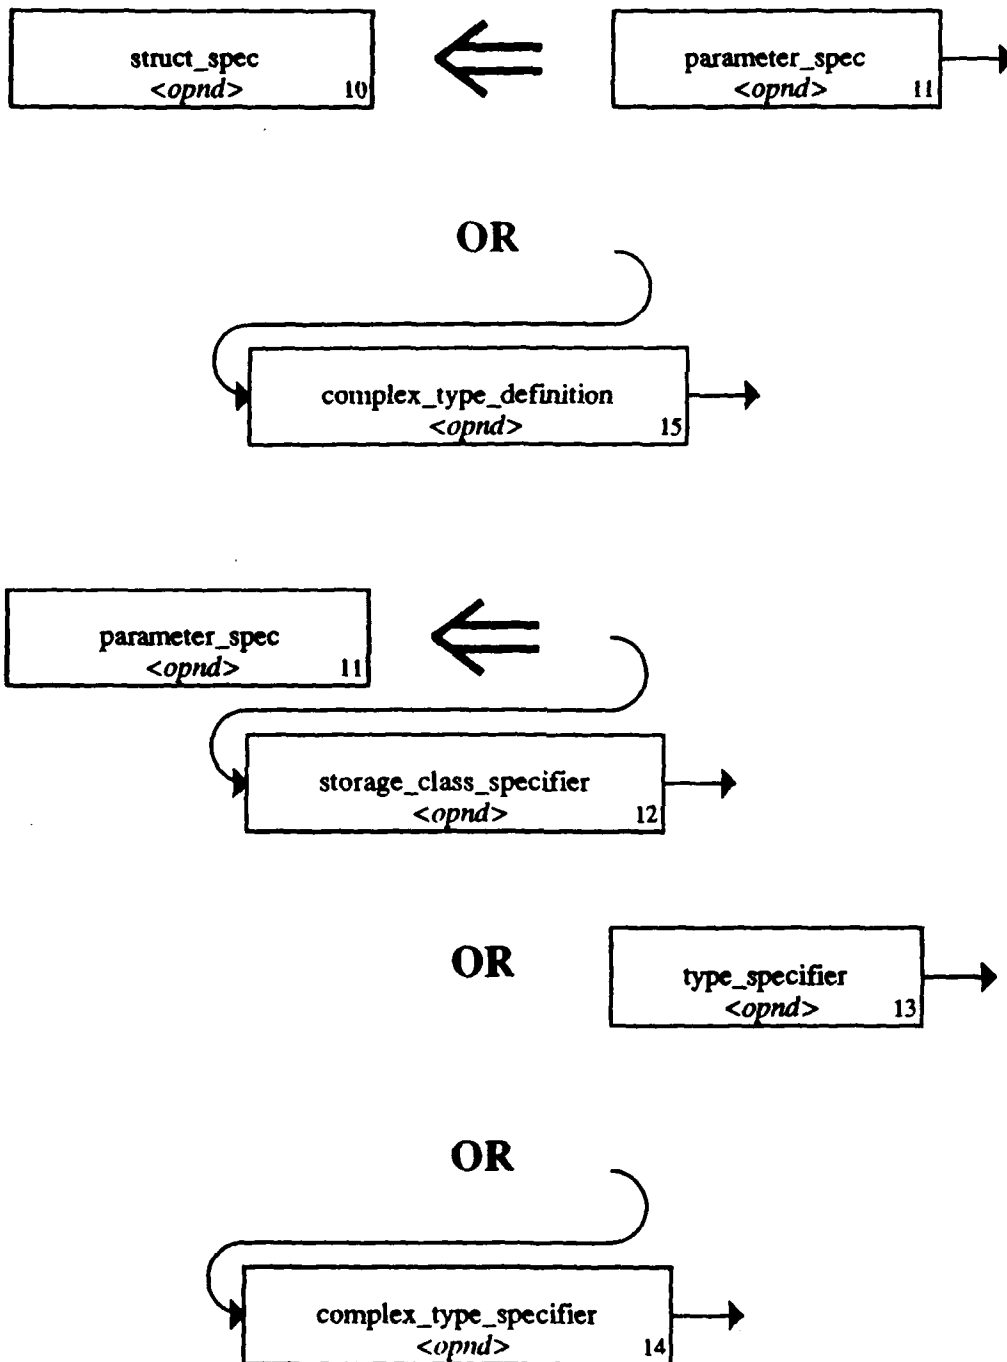 struct_spec
<opnd>
10
parameter_spec
<opnd>
11
OR
complex_type_definition
<opnd>
15
parameter_spec
<opnd>
11
storage_class_specifier
<opnd>
12
OR
type_specifier
<opnd>
13
OR
complex_type_specifier
<opnd>
14